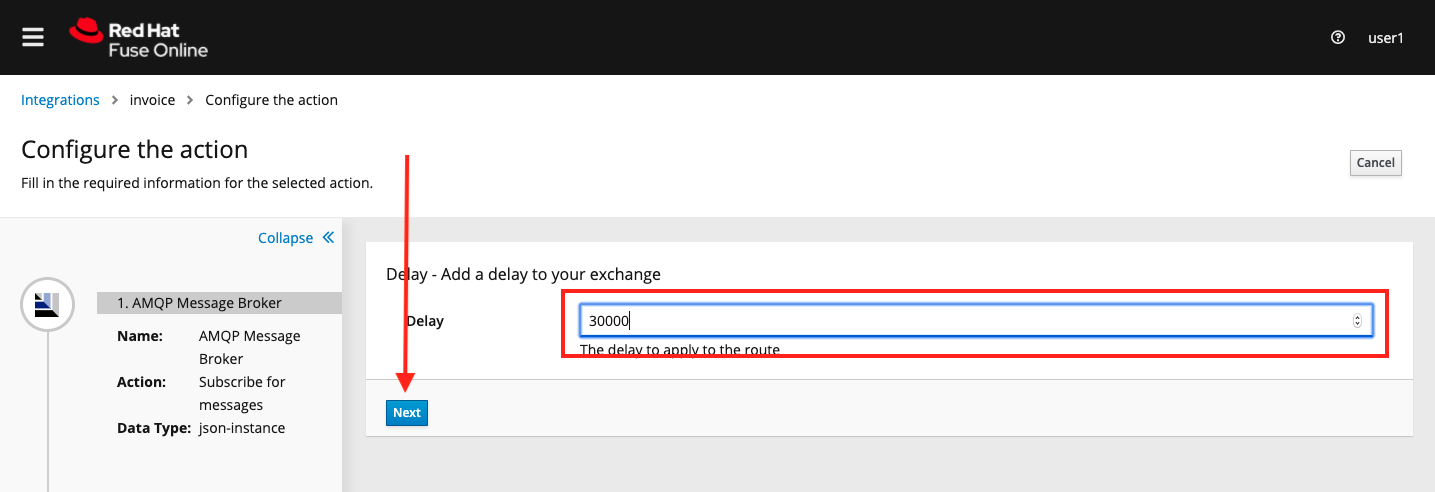 Red Hat
Fuse Online
user1
Integrations > invoice > Configure the action
Configure the action
Fill in the required information for the selected action.
Cancel
Collapse
1. AMQP Message Broker
Name: AMQP Message
Broker
Action: Subscribe for
messages
Data Type: json-instance
Delay - Add a delay to your exchange
Delay
30000
The delay to apply to the route
Next